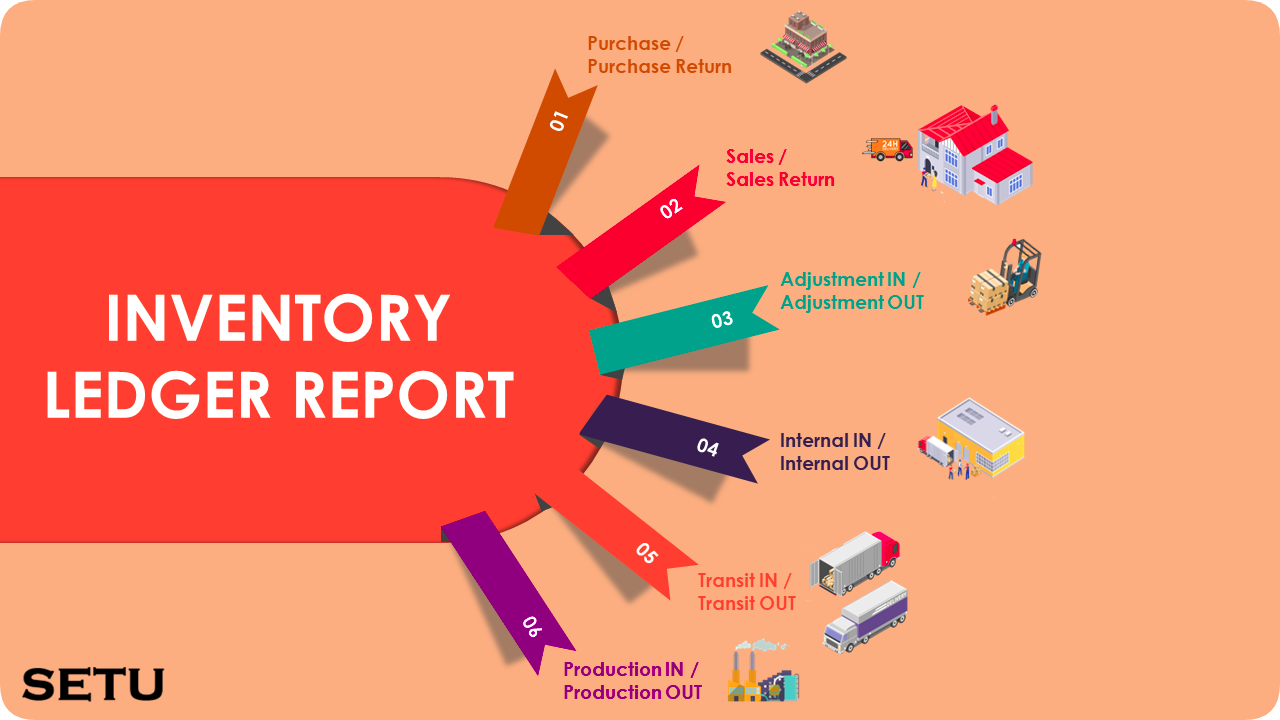 INVENTORY
LEDGER REPORT
01
Purchase /
Purchase Return
02
Sales /
Sales Return
24H
03
Adjustment IN /
Adjustment OUT
04
Internal IN /
Internal OUT
05
Transit IN /
Transit OUT
06
Production IN /
Production OUT
SETU